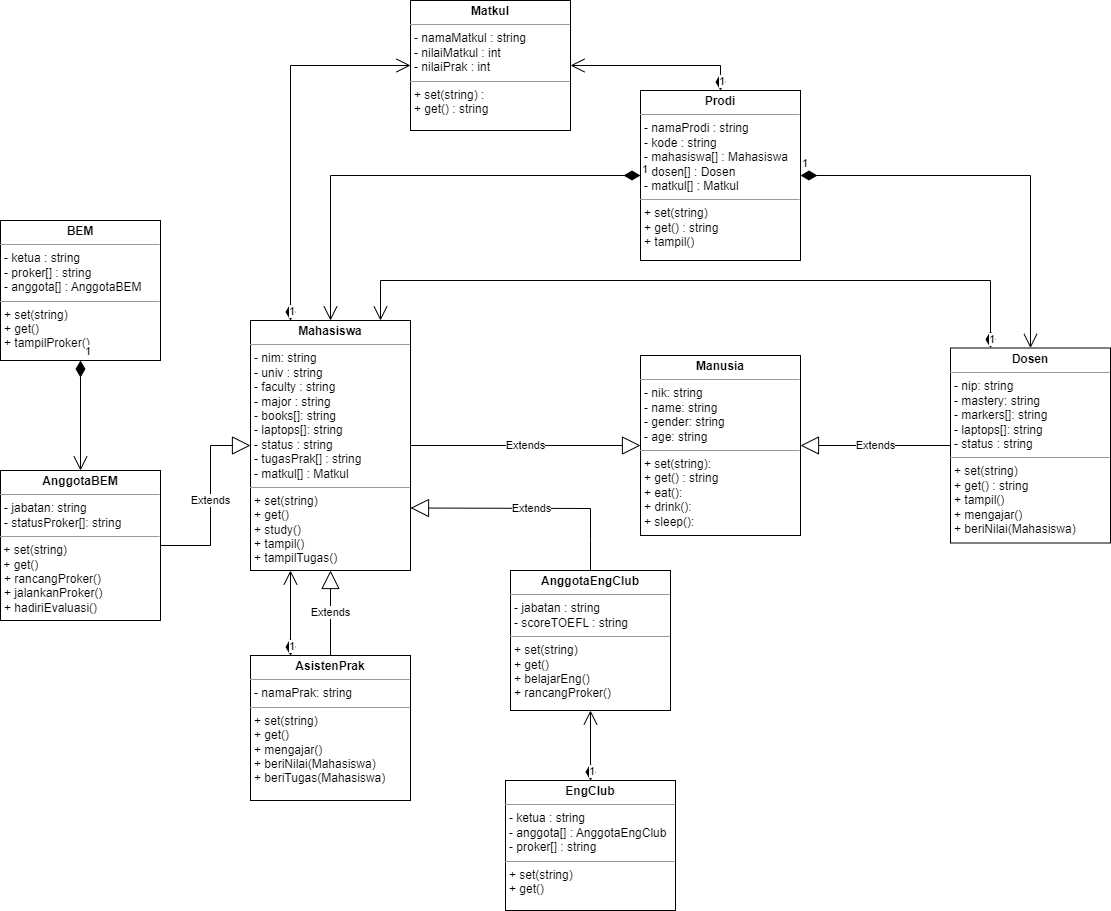 Matkul
- namaMatkul : string
- nilaiMatkul : int
- nilaiPrak : int
+ set(string) :
+ get() : string
1
Prodi
- namaProdi : string
- kode : string
- mahasiswa[] : Mahasiswa
dosen[] : Dosen
- matkul[] : Matkul
+ set(string)
+ get() : string
+ tampil()
1
1
BEM
- ketua : string
- proker[] : string
- anggota[] : AnggotaBEM
+ set(string)
+ get()
+ tampilProker()
1
1
Mahasiswa
- nim: string
- univ : string
- faculty : string
- major : string
- books[]: string
- laptops[]: string
- status : string
- tugasPrak[] : string
- matkul[] : Matkul
+ set(string)
+ get()
+ study()
+ tampil()
+ tampilTugas()
Extends
Manusia
- nik: string
- name: string
- gender: string
- age: string
+ set(string):
+ get() : string
+ eat():
+ drink():
+ sleep():
Extends
1
Dosen
- nip: string
- mastery: string
- markers[]: string
- laptops[]: string
- status : string
+ set(string)
+ get() : string
+ tampil()
+ mengajar()
+ beriNilai(Mahasiswa)
AnggotaBEM
- jabatan: string
- statusProker[]: string
+ set(string)
+ get()
+ rancangProker()
+ jalankanProker()
+ hadiriEvaluasi()
Extends
Extends
Extends
1
AsistenPrak
- namaPrak: string
+ set(string)
+ get()
+ mengajar()
+ beriNilai(Mahasiswa)
+ beriTugas(Mahasiswa)
AnggotaEngClub
- jabatan : string
- scoreTOEFL : string
+ set(string)
+ get()
+ belajarEng()
+ rancangProker()
1
EngClub
- ketua : string
- anggota[] : AnggotaEngClub
- proker[] : string
+ set(string)
+ get()